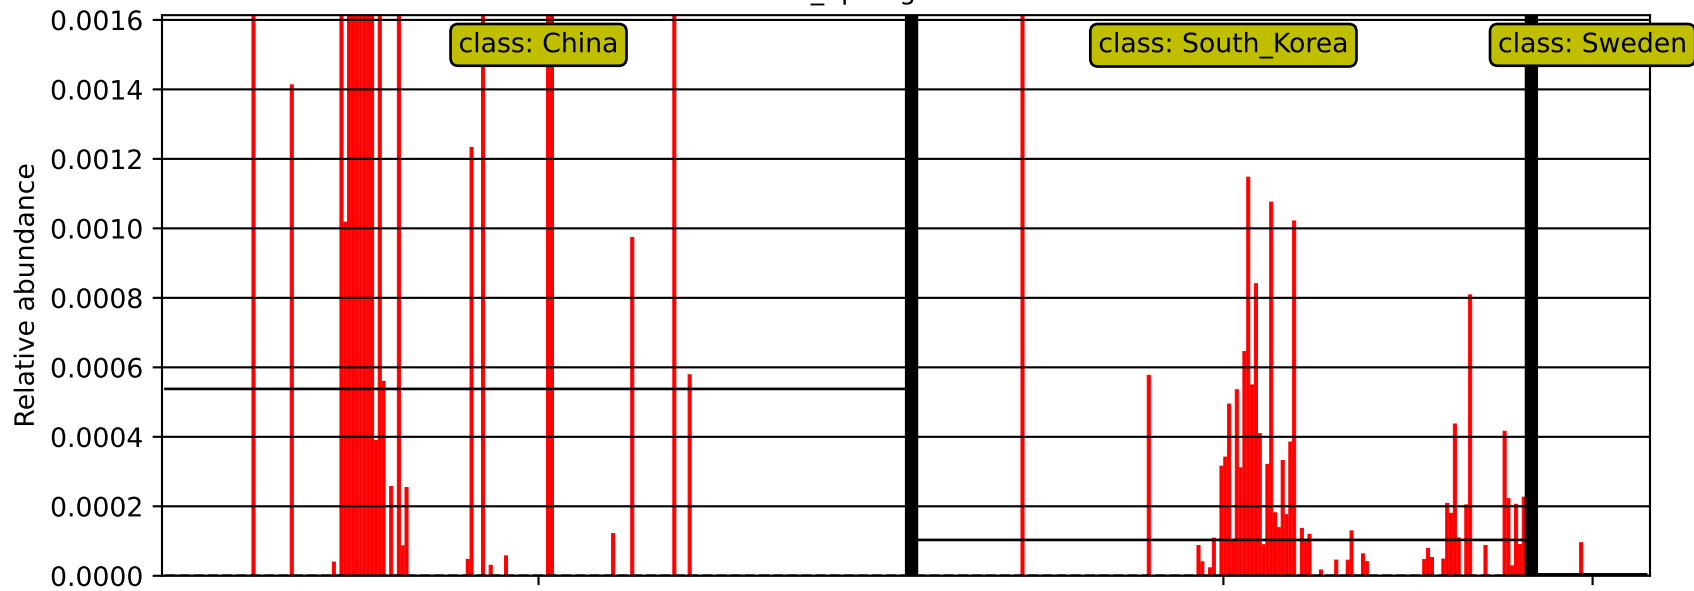 0.0016
class: China
class: South_Korea
class: Sweden
0.0014
0.0012
0.0010
0.0008
0.0006
0.0004
0.0002
0.0000
Relative abundance